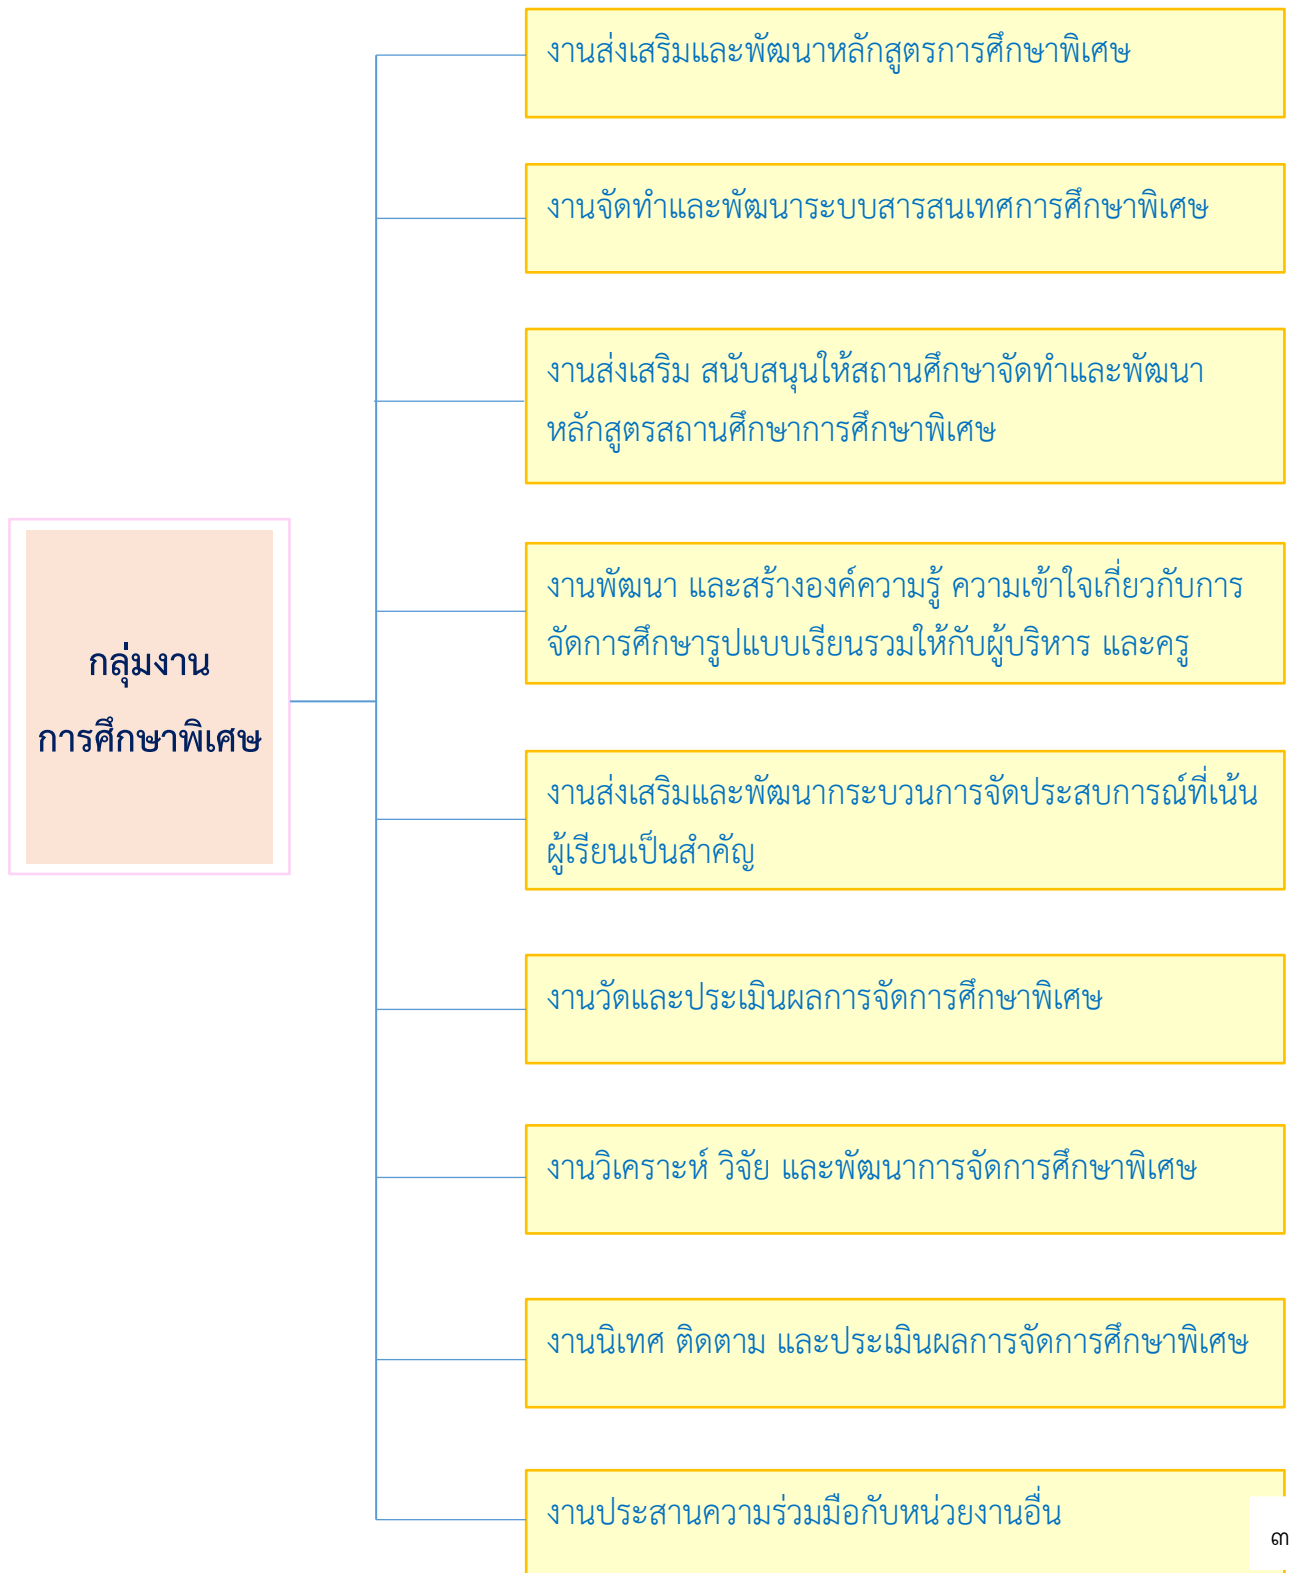 งานส่งเสริมและพัฒนาหลักสูตรการศึกษาพิเศษ
งานจัดทำและพัฒนาระบบสารสนเทศการศึกษาพิเศษ
งานส่งเสริม สนับสนุนให้สถานศึกษาจัดทำและพัฒนา
หลักสูตรสถานศึกษาการศึกษาพิเศษ
กลุ่มงาน
การศึกษาพิเศษ
งานพัฒนา และสร้างองค์ความรู้ ความเข้าใจเกี่ยวกับการ
จัดการศึกษารูปแบบเรียนรวมให้กับผู้บริหาร และครู
งานส่งเสริมและพัฒนากระบวนการจัดประสบการณ์ที่เน้น
ผู้เรียนเป็นสำคัญ
งานวัดและประเมินผลการจัดการศึกษาพิเศษ
งานวิเคราะห์ วิจัย และพัฒนาการจัดการศึกษาพิเศษ
งานนิเทศ ติดตาม และประเมินผลการจัดการศึกษาพิเศษ
งานประสานความร่วมมือกับหน่วยงานอื่น
๓